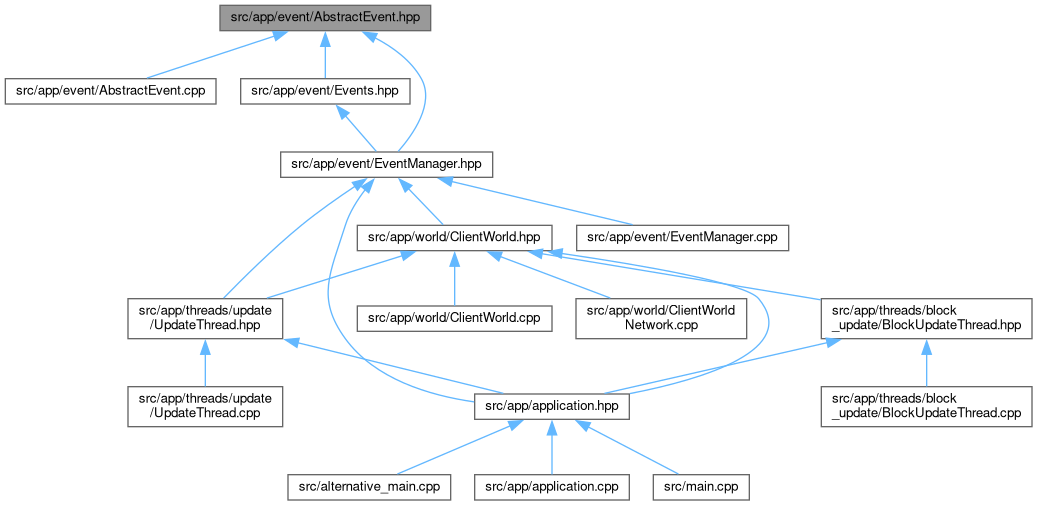 src/app/event/AbstractEvent.hpp
src/app/event/AbstractEvent.cpp
src/app/event/Events.hpp
src/app/event/EventManager.hpp
src/app/world/ClientWorld.hpp
src/app/event/EventManager.cpp
src/app/threads/update
/UpdateThread.hpp
src/app/world/ClientWorld.cpp
src/app/world/ClientWorld
Network.cpp
src/app/threads/block
_update/BlockUpdateThread.hpp
src/app/threads/update
/UpdateThread.cpp
src/app/application.hpp
src/app/threads/block
_update/BlockUpdateThread.cpp
src/alternative_main.cpp
src/app/application.cpp
src/main.cpp